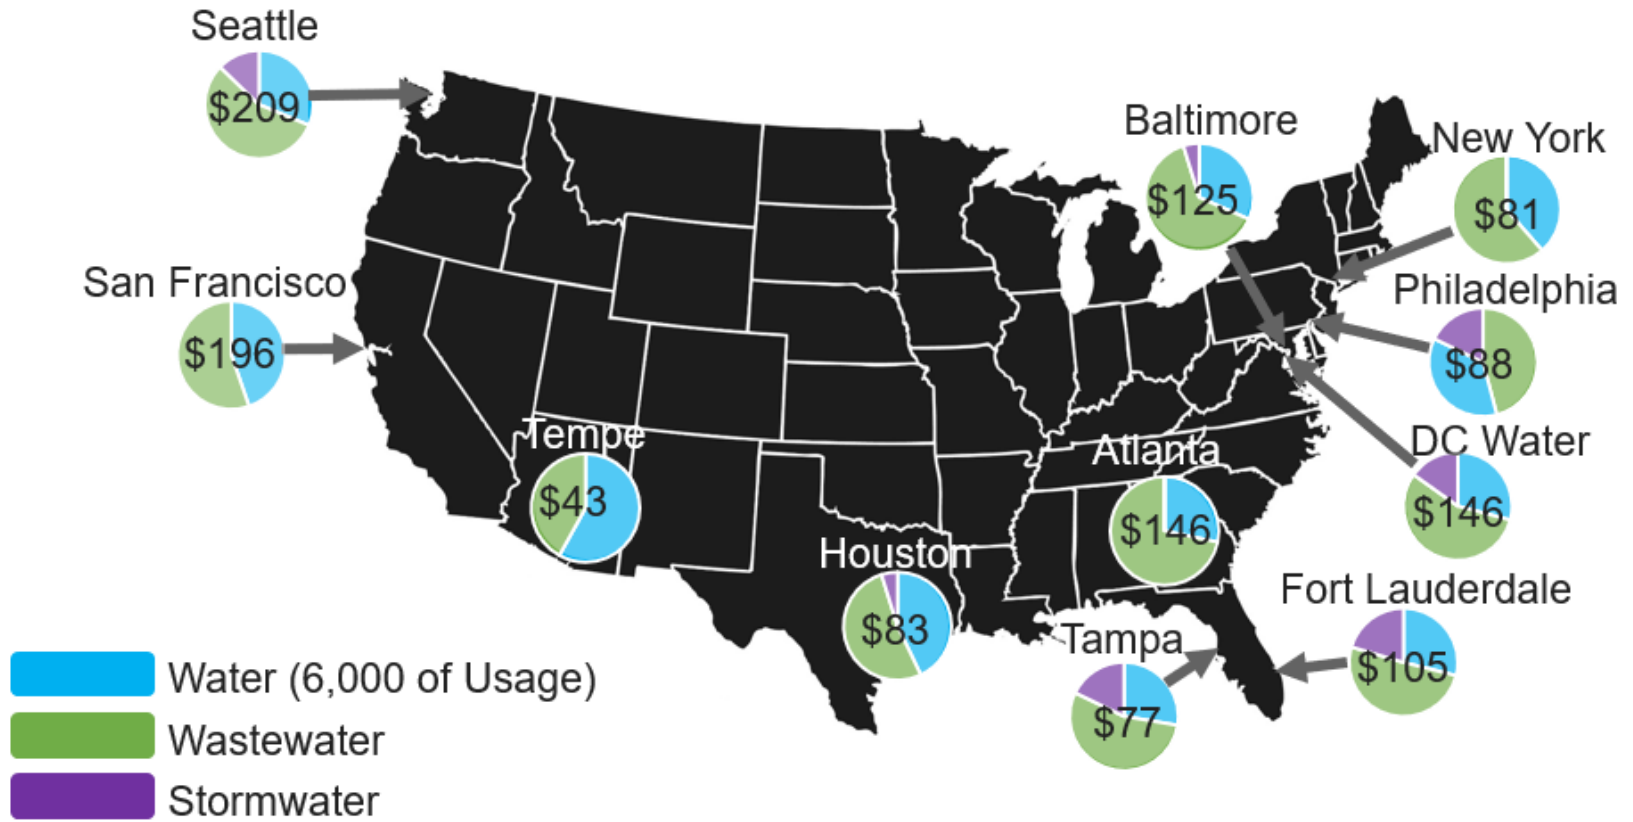 Seattle
$209
Baltimore
$125
New York
$81
San Francisco
$196
Philadelphia
$88
Tempe
$43
Atlanta
$146
DC Water
$146
Houston
$83
Fort Lauderdale
$105
Tampa
$77
Water (6,000 of Usage)
Wastewater
Stormwater